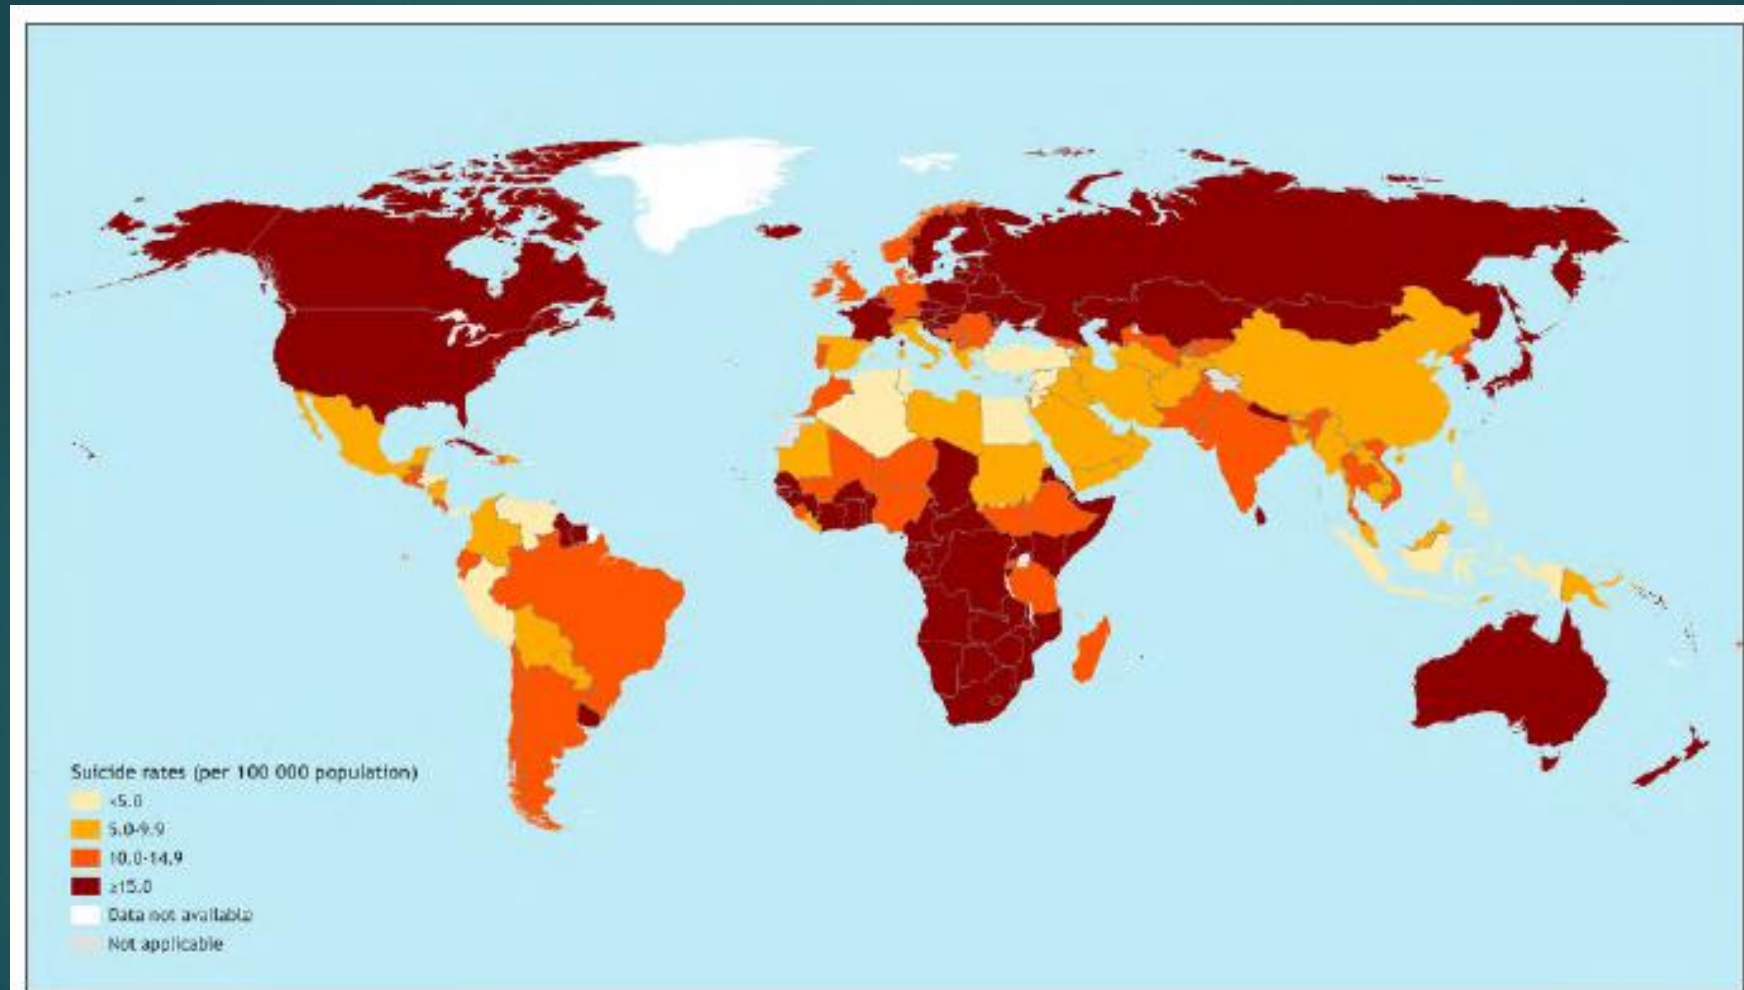 Suicide rates (per 100 000 population)
<5.0
5.0-9.9
10.0-14.9
≥15.0
Data not available
Not applicable